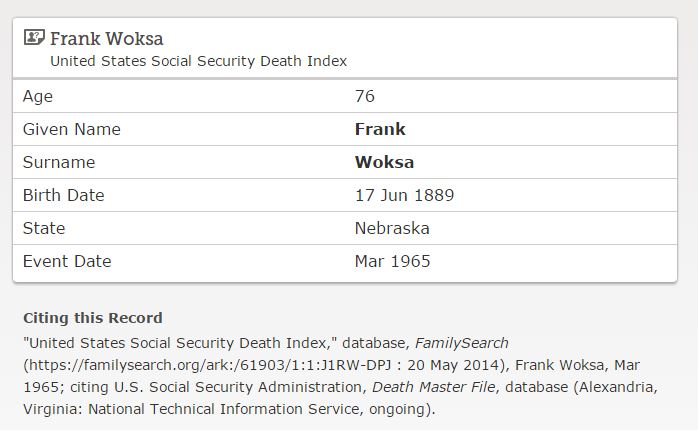 Frank Woksa
United States Social Security Death Index
Age 76
Given Name Frank
Surname Woksa
Birth Date 17 Jun 1889
State Nebraska
Event Date Mar 1965
Citing this Record
"United States Social Security Death Index," database, FamilySearch
(https://familysearch.org/ark:/61903/1:1:J1RW-DPJ : 20 May 2014), Frank Woksa, Mar
1965; citing U.S. Social Security Administration, Death Master File, database (Alexandria,
Virginia: National Technical Information Service, ongoing).